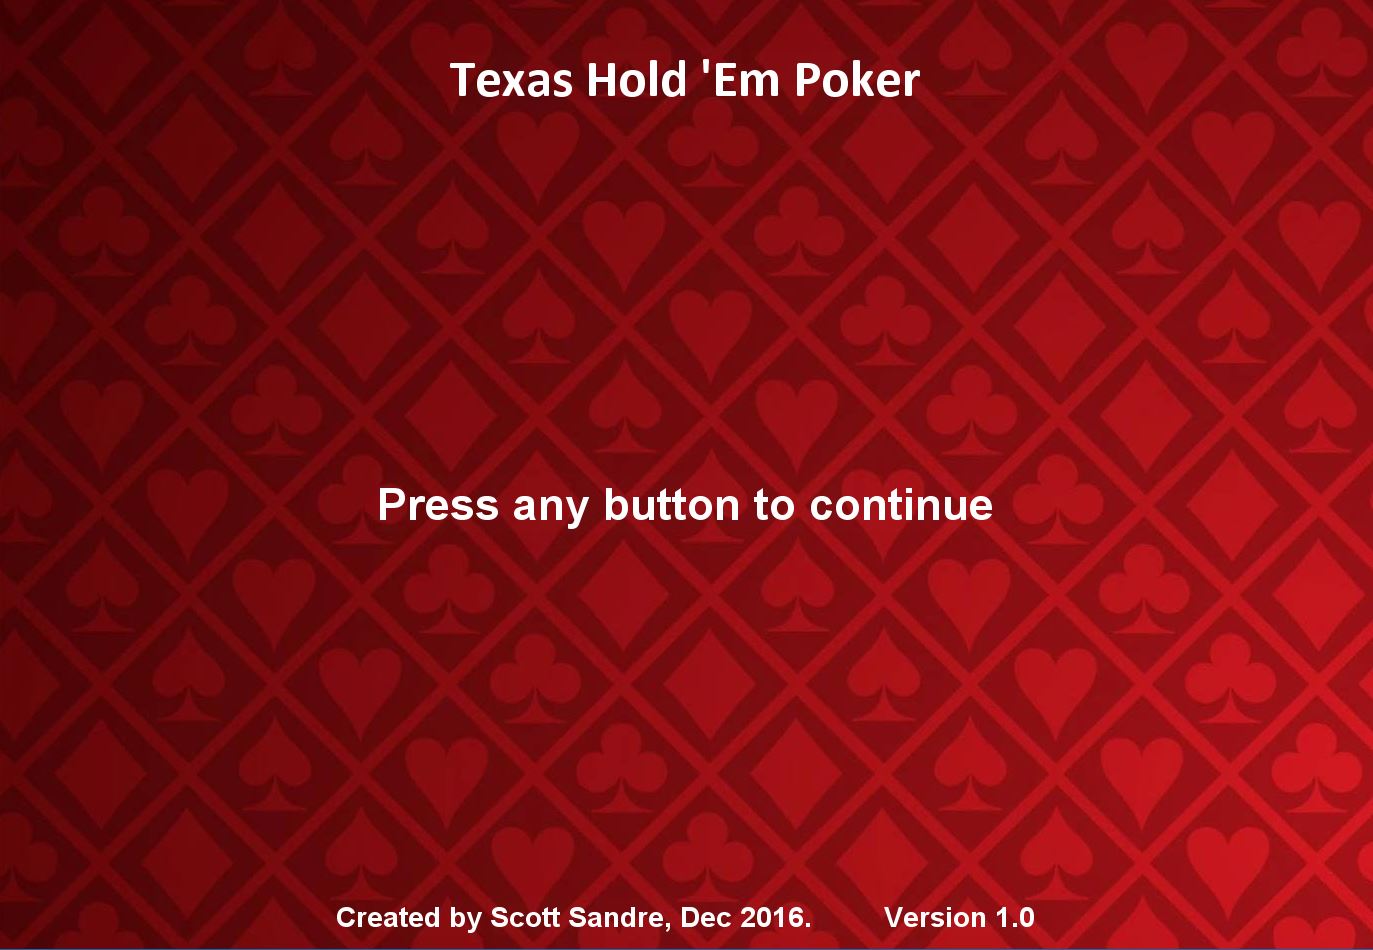 Texas Hold 'Em Poker
Press any button to continue
Created by Scott Sandre, Dec 2016. Version 1.0